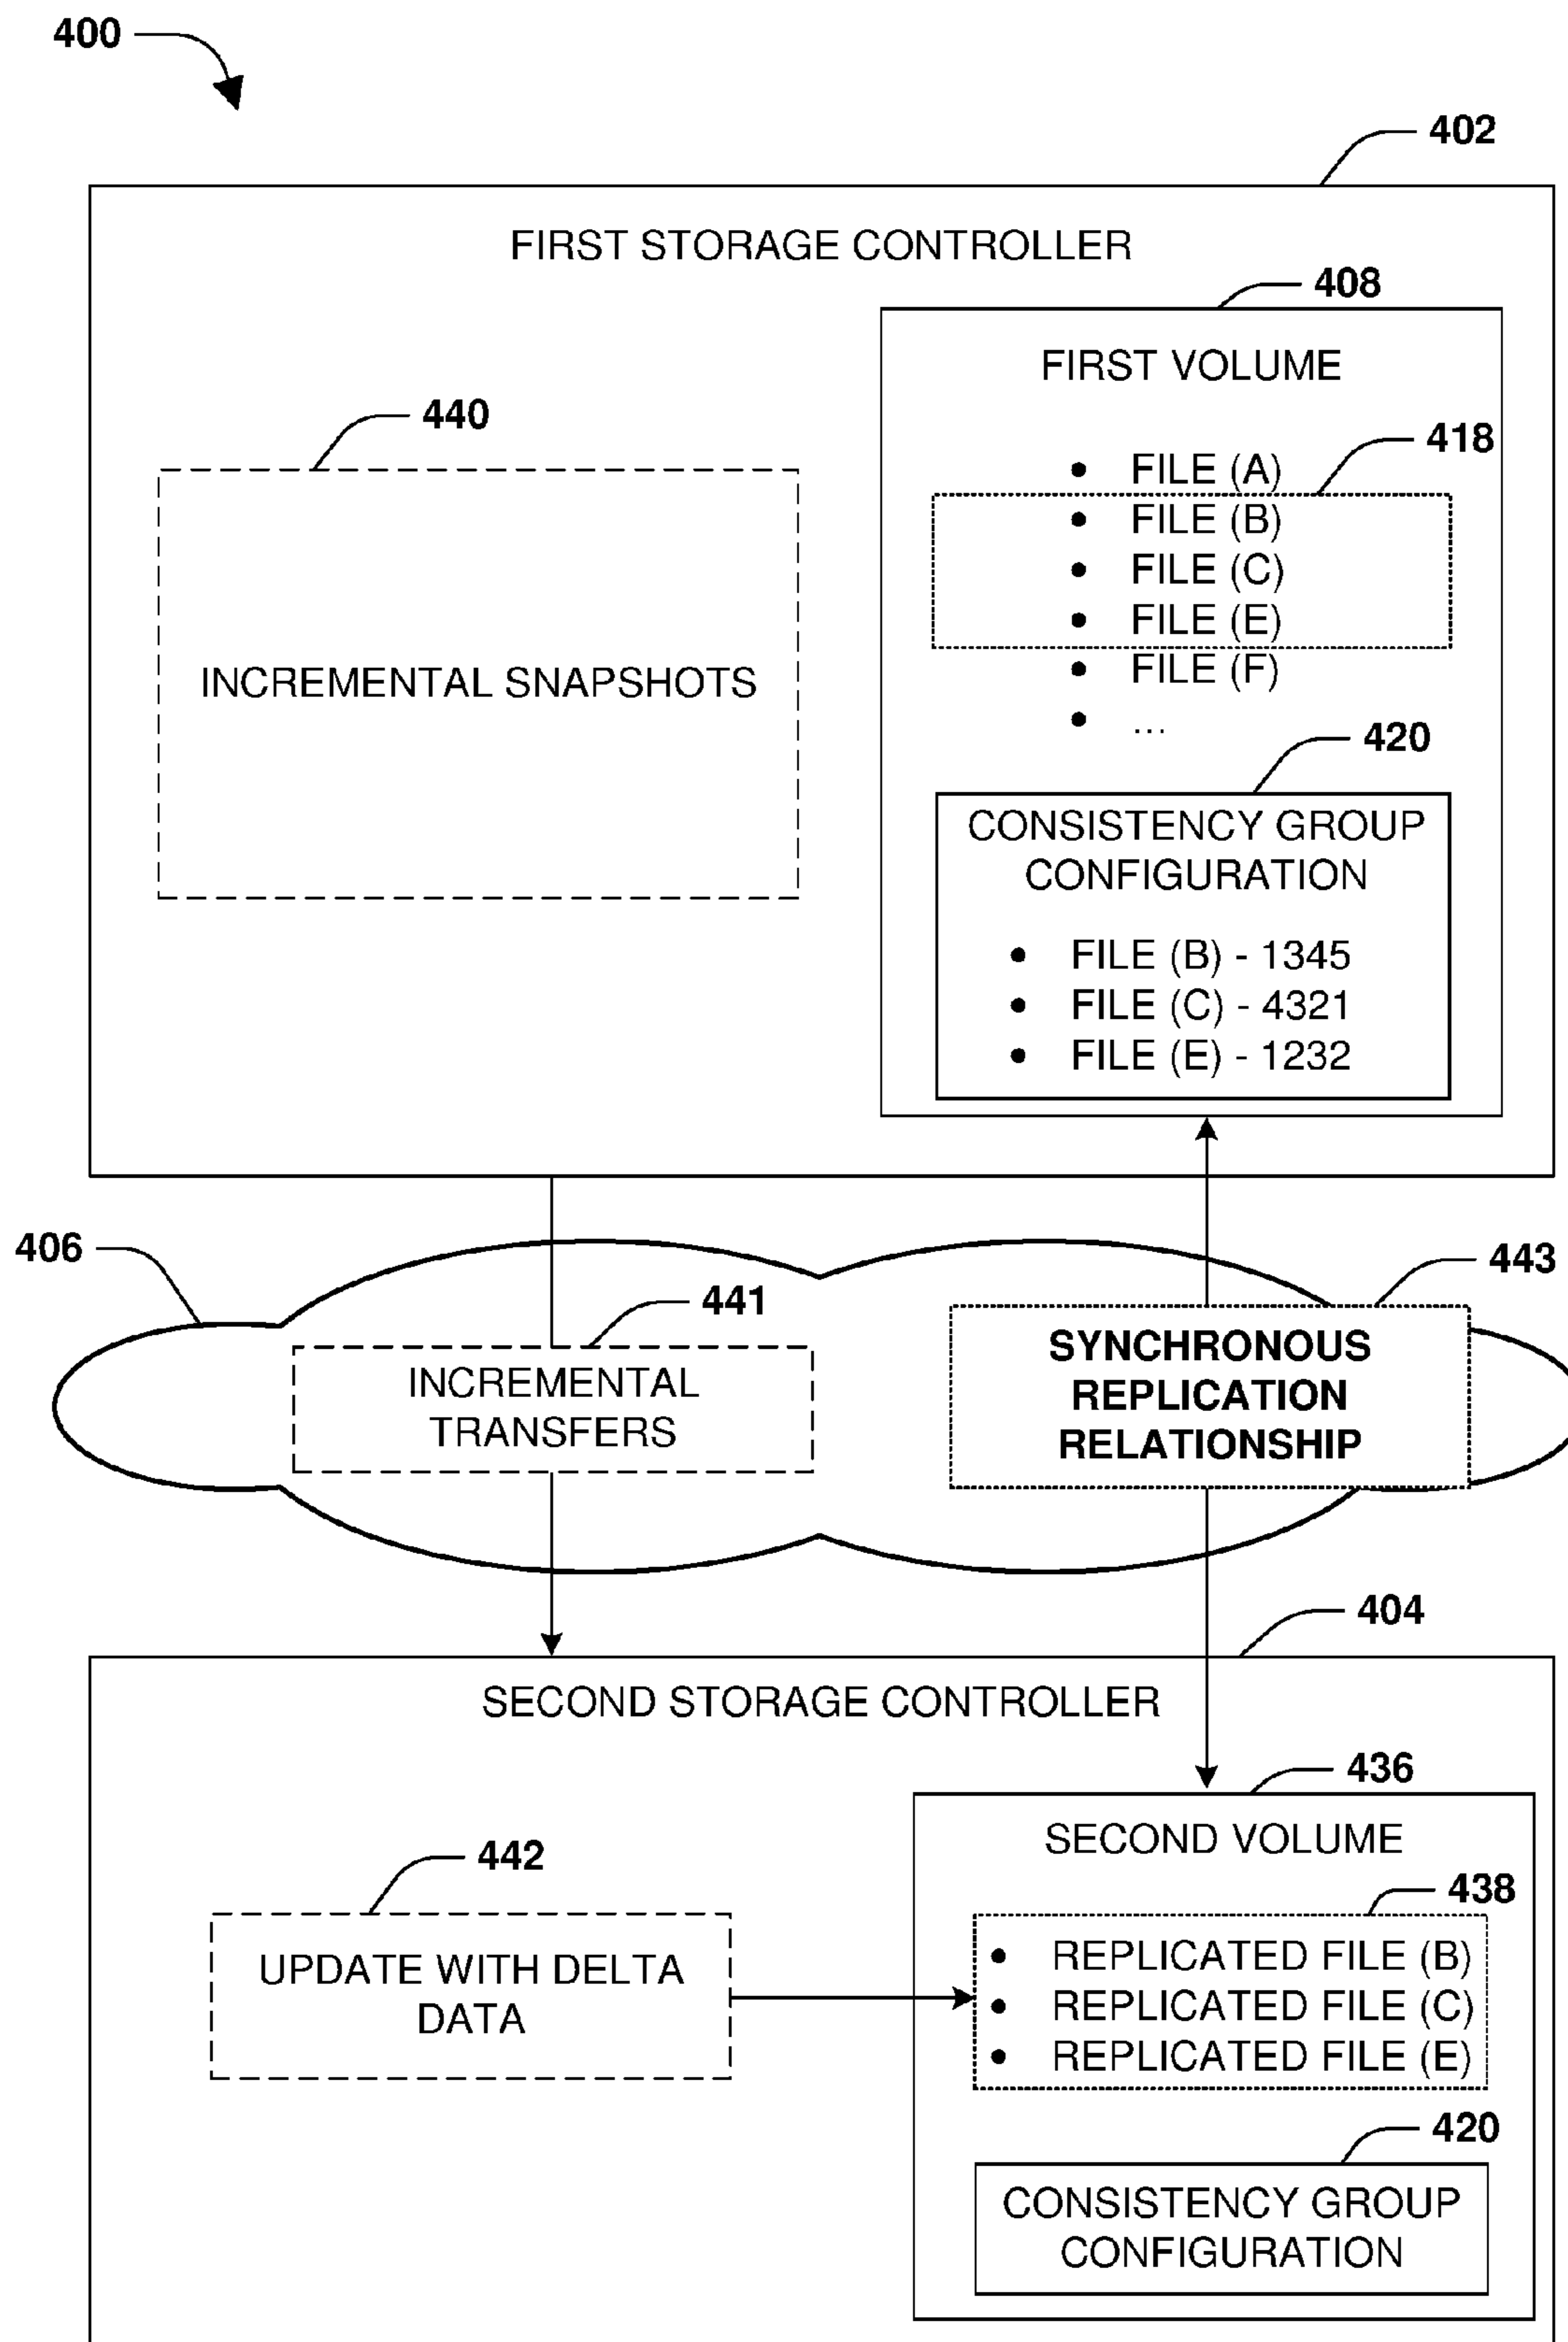 400
402
FIRST STORAGE CONTROLLER
408
FIRST VOLUME
440
418
• FILE (A)
• FILE (B)
• FILE (C)
• FILE (E)
• FILE (F)
• ...
INCREMENTAL SNAPSHOTS
420
CONSISTENCY GROUP
CONFIGURATION
• FILE (B) - 1345
• FILE (C) - 4321
• FILE (E) - 1232
406
443
441
INCREMENTAL
TRANSFERS
SYNCHRONOUS
REPLICATION
RELATIONSHIP
404
SECOND STORAGE CONTROLLER
436
SECOND VOLUME
442
438
UPDATE WITH DELTA
DATA
• REPLICATED FILE (B)
• REPLICATED FILE (C)
• REPLICATED FILE (E)
420
CONSISTENCY GROUP
CONFIGURATION